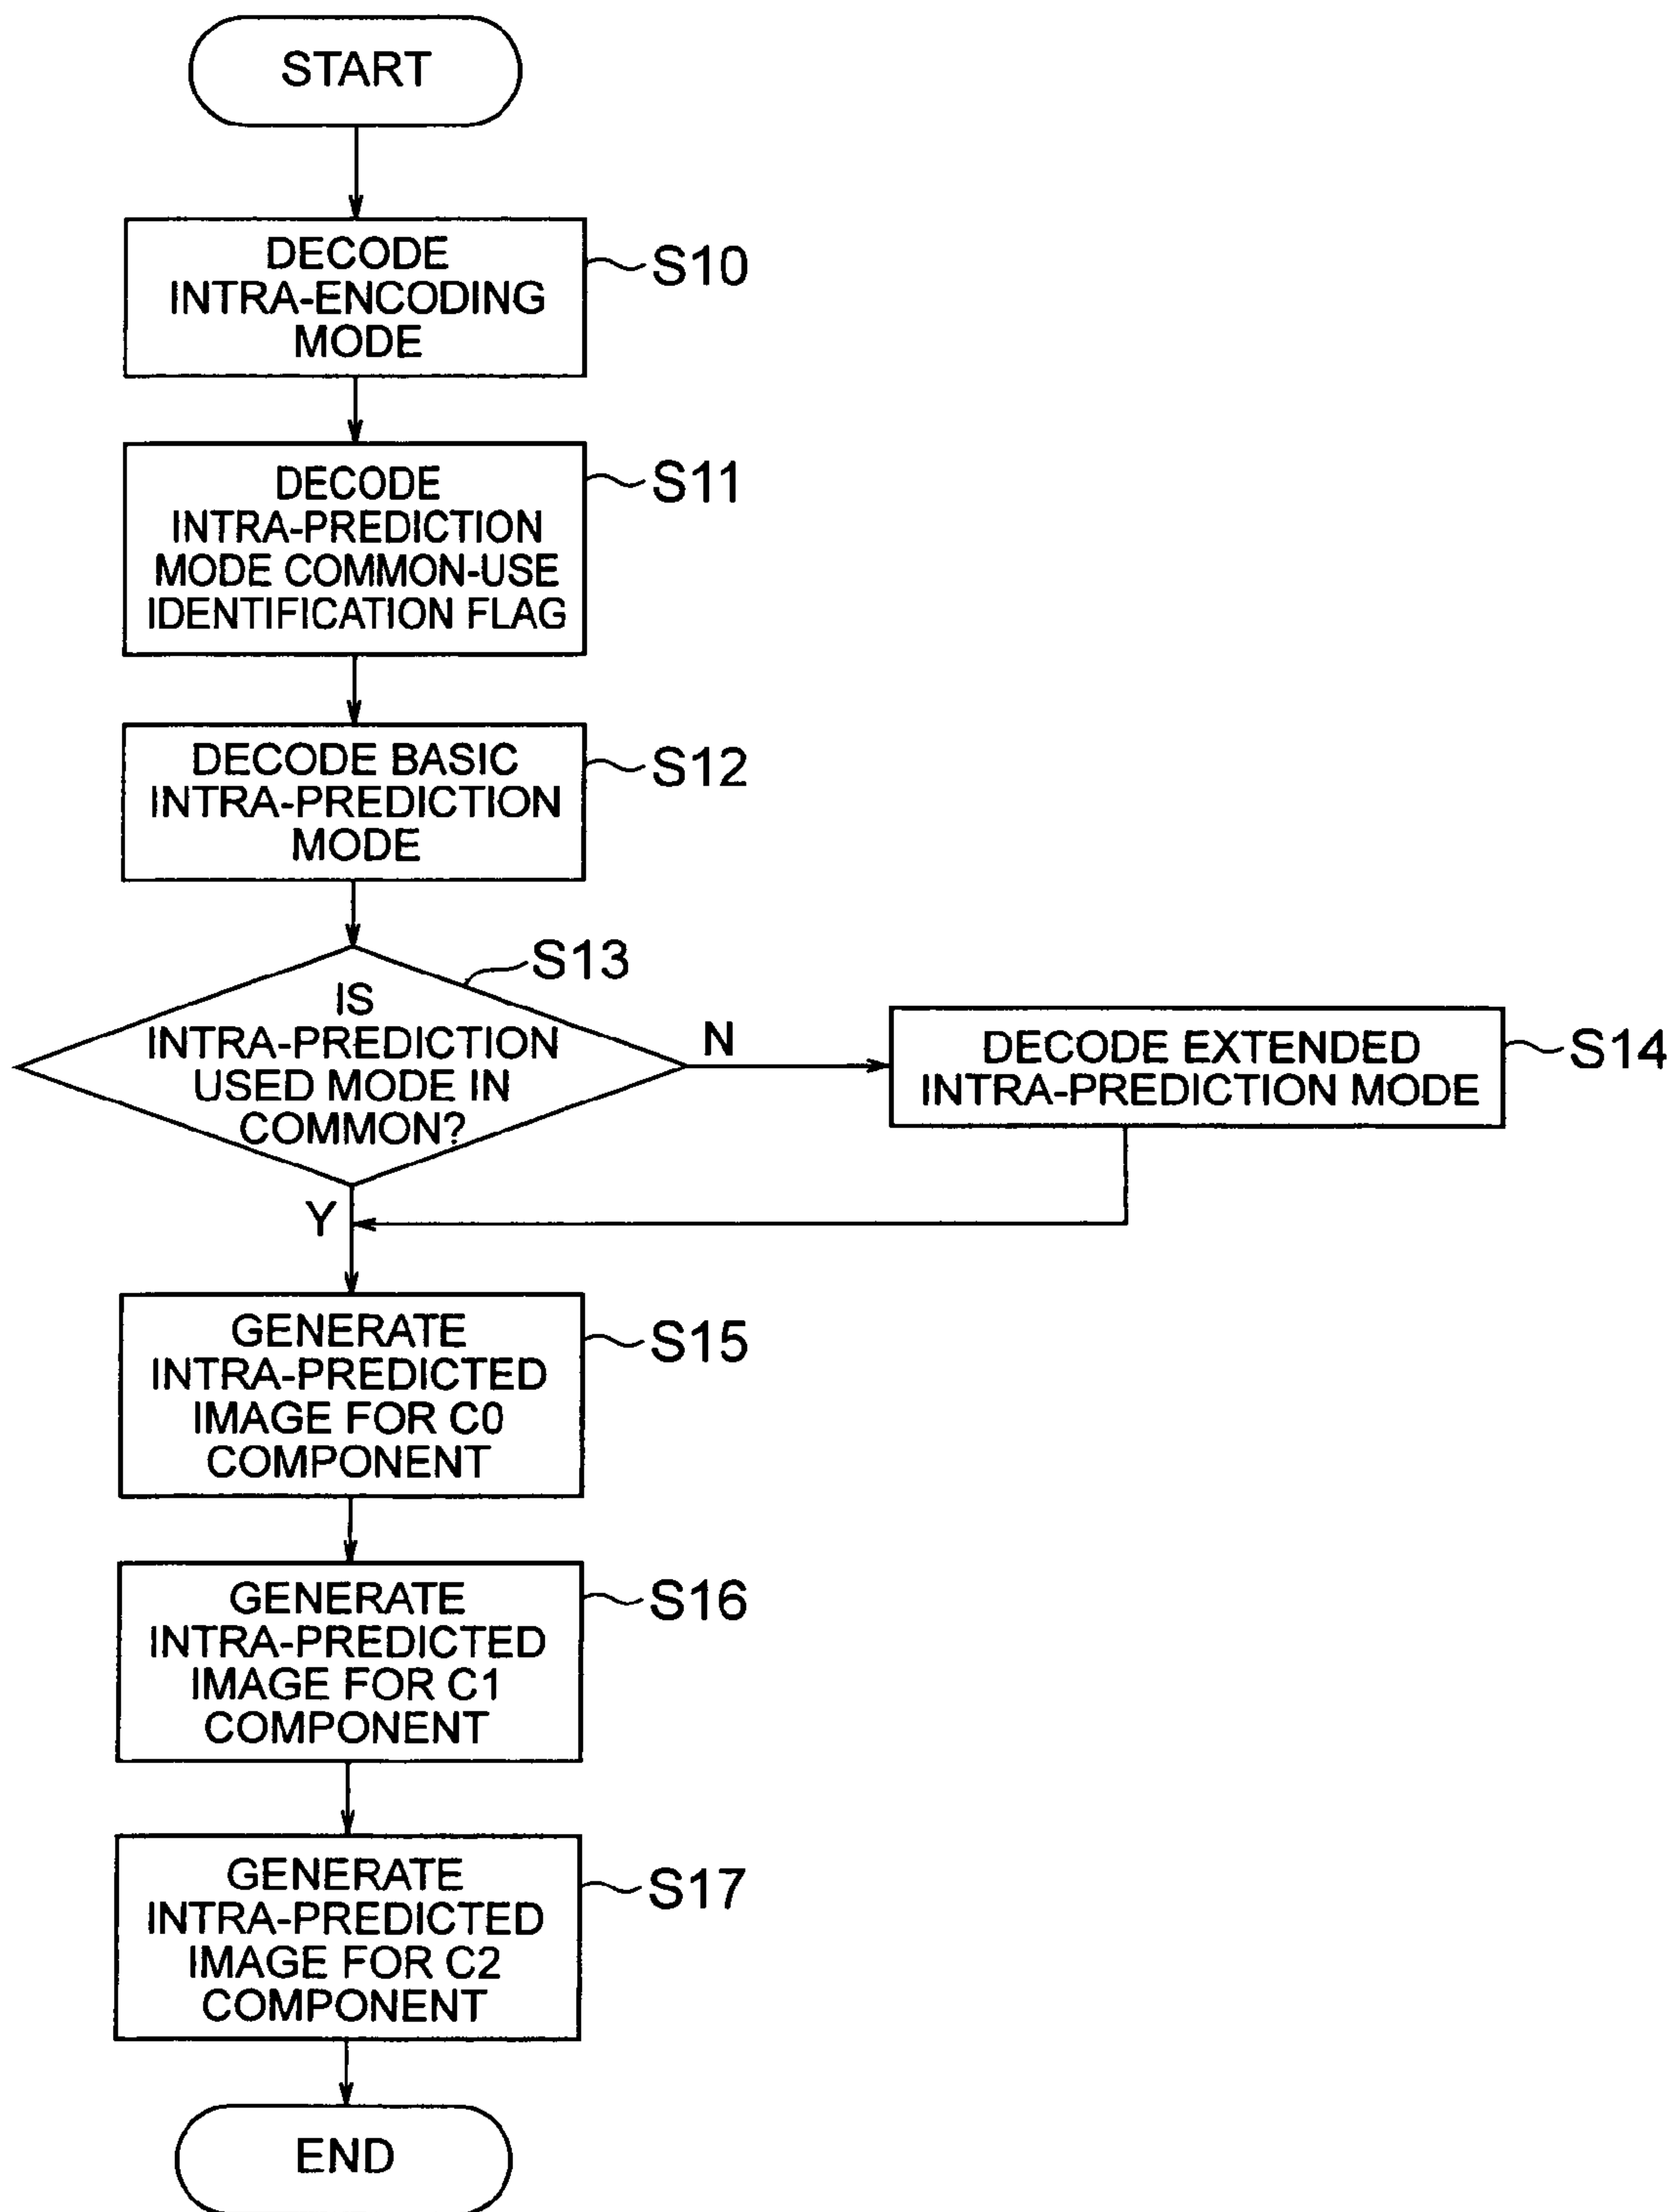 START
DECODE
INTRA-ENCODING
MODE
S10
DECODE
INTRA-PREDICTION
MODE COMMON-USE
IDENTIFICATION FLAG
S11
DECODE BASIC
INTRA-PREDICTION
MODE
S12
S13
IS
INTRA-PREDICTION
USED MODE IN
COMMON?
N
DECODE EXTENDED
INTRA-PREDICTION MODE
S14
Y
GENERATE
INTRA-PREDICTED
IMAGE FOR C0
COMPONENT
S15
GENERATE
INTRA-PREDICTED
IMAGE FOR C1
COMPONENT
S16
GENERATE
INTRA-PREDICTED
IMAGE FOR C2
COMPONENT
S17
END